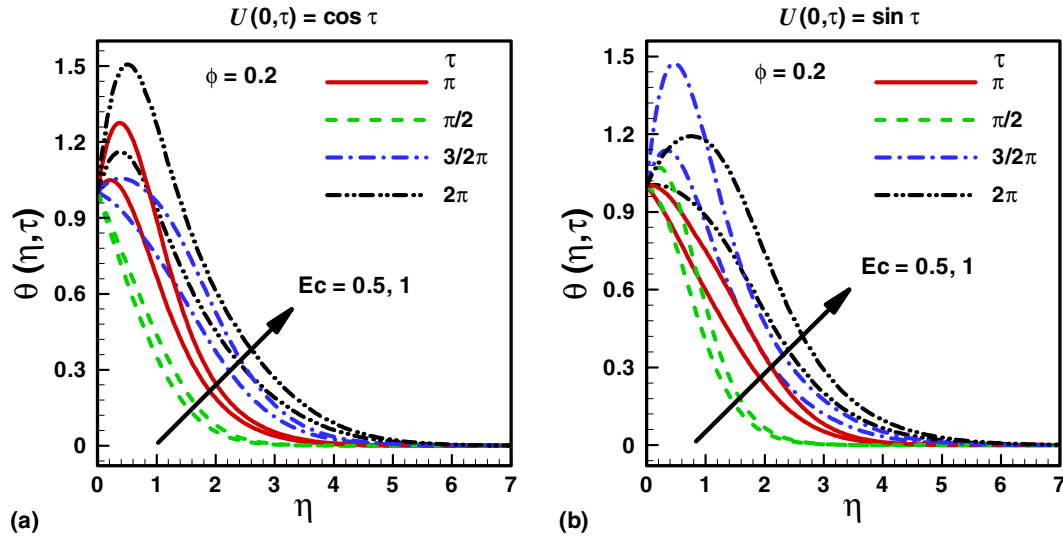 U(0,τ) = cos τ
1.5
1.2
0.9
0.6
0.3
0
θ (η,τ)
ϕ = 0.2
τ
π
π/2
3/2π
2π
Ec = 0.5, 1
0 1 2 3 4 5 6 7
η
(a)
U(0,τ) = sin τ
1.5
1.2
0.9
0.6
0.3
0
θ (η,τ)
ϕ = 0.2
τ
π
π/2
3/2π
2π
Ec = 0.5, 1
0 1 2 3 4 5 6 7
η
(b)